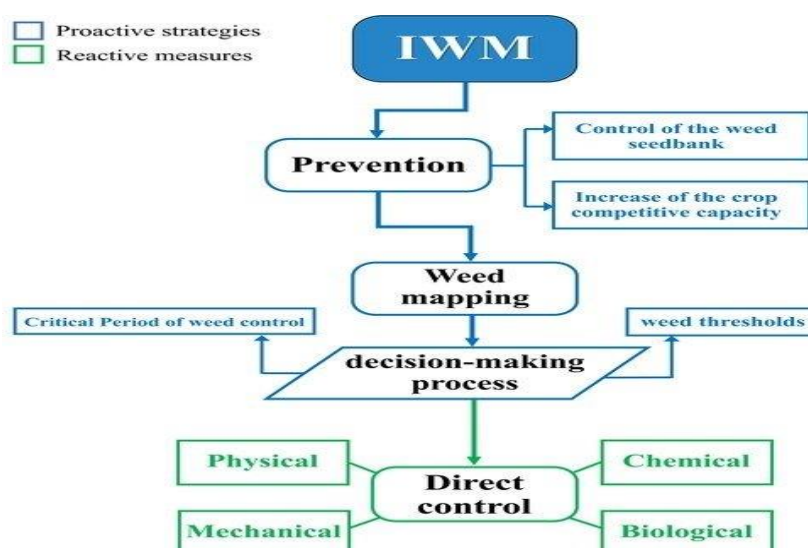 Proactive strategies
Reactive measures
IWM
Prevention
Control of the weed
seedbank
Increase of the crop
competitive capacity
Weed
mapping
Critical Period of weed control
weed thresholds
decision-making
process
Physical
Chemical
Direct
control
Mechanical
Biological